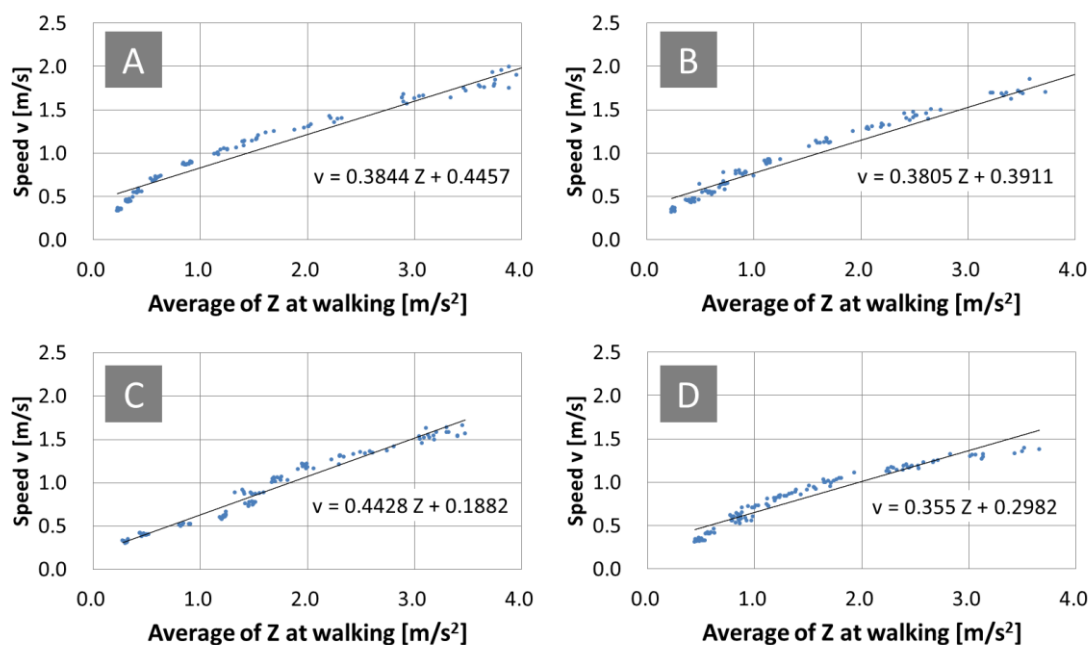 A
Speed v [m/s]
2.5
2.0
1.5
1.0
0.5
0.0
v = 0.3844 Z + 0.4457
0.0 1.0 2.0 3.0 4.0
Average of Z at walking [m/s²]
B
Speed v [m/s]
2.5
2.0
1.5
1.0
0.5
0.0
v = 0.3805 Z + 0.3911
0.0 1.0 2.0 3.0 4.0
Average of Z at walking [m/s²]
C
Speed v [m/s]
2.5
2.0
1.5
1.0
0.5
0.0
v = 0.4428 Z + 0.1882
0.0 1.0 2.0 3.0 4.0
Average of Z at walking [m/s²]
D
Speed v [m/s]
2.5
2.0
1.5
1.0
0.5
0.0
v = 0.355 Z + 0.2982
0.0 1.0 2.0 3.0 4.0
Average of Z at walking [m/s²]